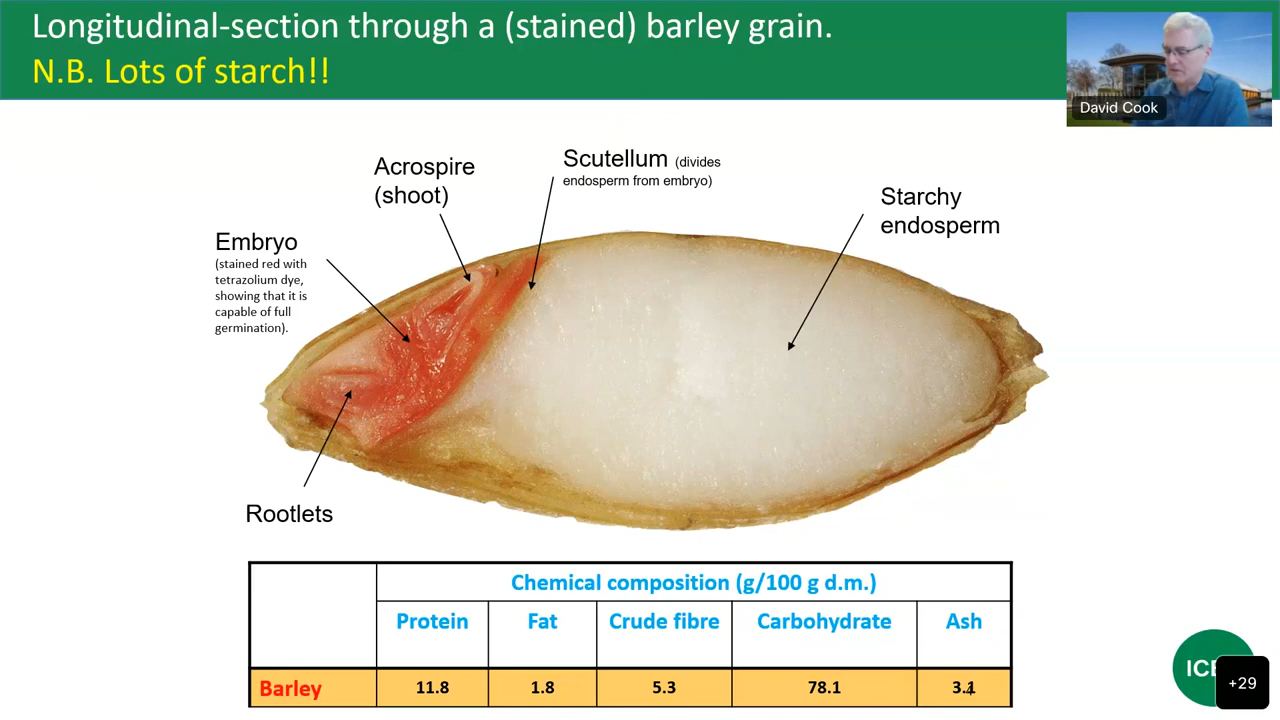 Longitudinal-section through a (stained) barley grain.
N.B. Lots of starch!!
David Cook
Acrospire
(shoot)
Scutellum (divides
endosperm from embryo)
Starchy
endosperm
Embryo
(stained red with
tetrazolium dye,
showing that it is
capable of full
germination).
Rootlets
Chemical composition (g/100 g d.m.)
Protein Fat Crude fibre Carbohydrate Ash
Barley 11.8 1.8 5.3 78.1 3.1
+29